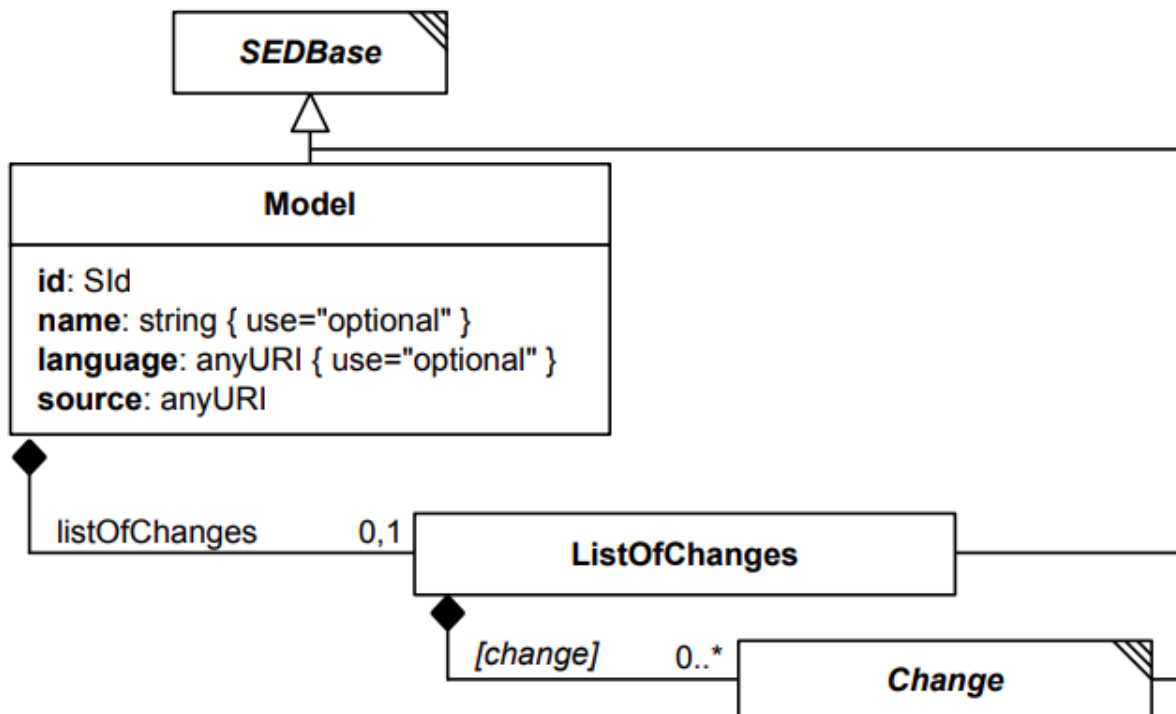 SEDBase
Model
id: SId
name: string { use="optional" }
language: anyURI { use="optional" }
source: anyURI
listOfChanges 0,1
ListOfChanges
[change] 0..*
Change